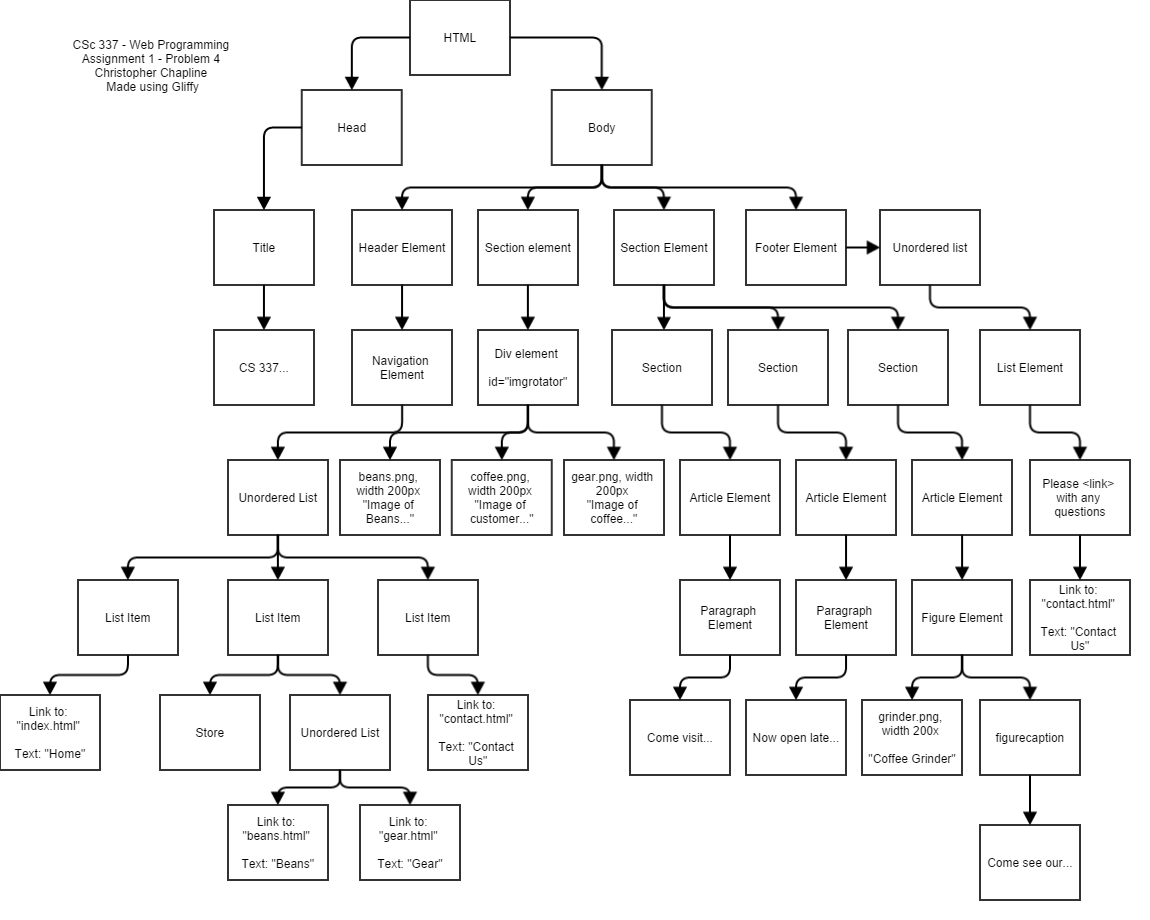 HTML
CSc 337 - Web Programming
Assignment 1 - Problem 4
Christopher Chapline
Made using Gliffy
Head
Body
Title
Header Element
Section element
Section Element
Footer Element
Unordered list
CS 337...
Navigation
Element
Div element
id="imgrotator"
Section
Section
Section
List Element
Unordered List
beans.png,
width 200px
"Image of
Beans..."
coffee.png,
width 200px
"Image of
customer..."
gear.png, width
200px
"Image of
coffee..."
Article Element
Article Element
Article Element
Please <link>
with any
questions
List Item
List Item
List Item
Paragraph
Element
Paragraph
Element
Figure Element
Link to:
"contact.html"
Text: "Contact
Us"
Link to:
"index.html"
Text: "Home"
Store
Unordered List
Link to:
"contact.html"
Text: "Contact
Us"
Come visit...
Now open late...
grinder.png,
width 200x
"Coffee Grinder"
figurecaption
Link to:
"beans.html"
Text: "Beans"
Link to:
"gear.html"
Text: "Gear"
Come see our...